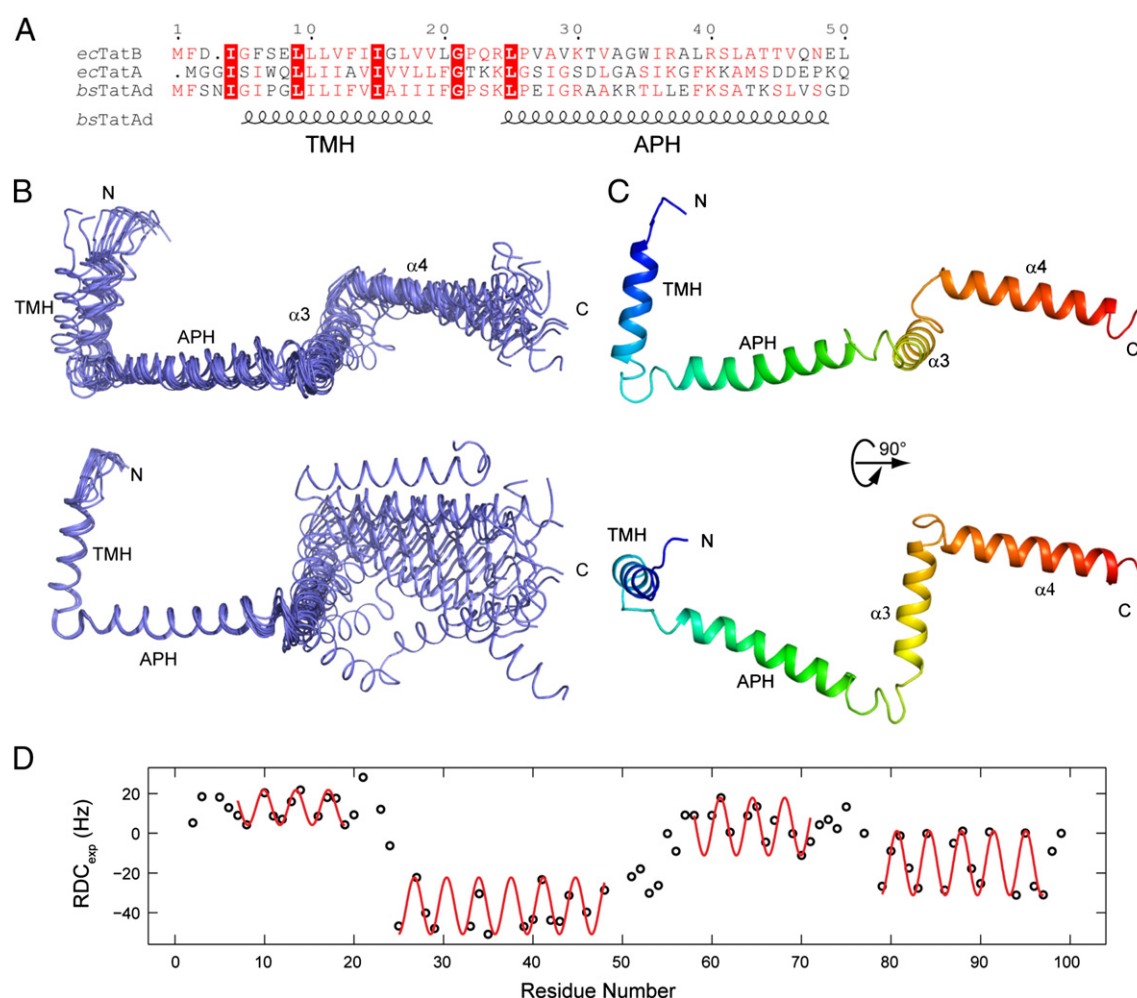 A
1 10 20 30 40 50
ecTatB MFD.IGFSELLLVFIIGLVVLGPQRLPVAVKTVAGWIRALRSLATTVQNEL
ecTatA .MGGISIWQLLIIAVIVVLLFGTKKLGSIGSDLGASIKGFKKAMSDDEPKQ
bsTatAd MFSNIGIPGLILIFVIAIIIFGPSKLPEIGRAAKRTLLEFKSATKSLVSGD
bsTatAd
TMH APH
B
N
TMH
APH
α3
α4
C
N
TMH
APH
C
C
N
TMH
APH
α3
α4
C
90°
TMH
N
APH
α3
α4
C
D
RDCexp (Hz)
20
0
-20
-40
0 10 20 30 40 50 60 70 80 90 100
Residue Number